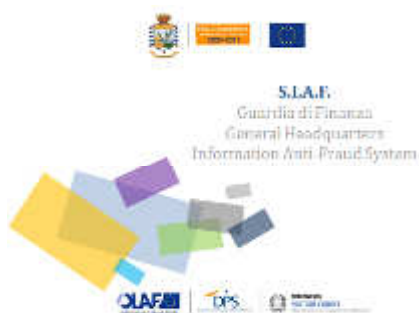 S.I.A.F.
Guardia di Finanza
General Headquarters
Information Anti-Fraud System
OLAF
DPS